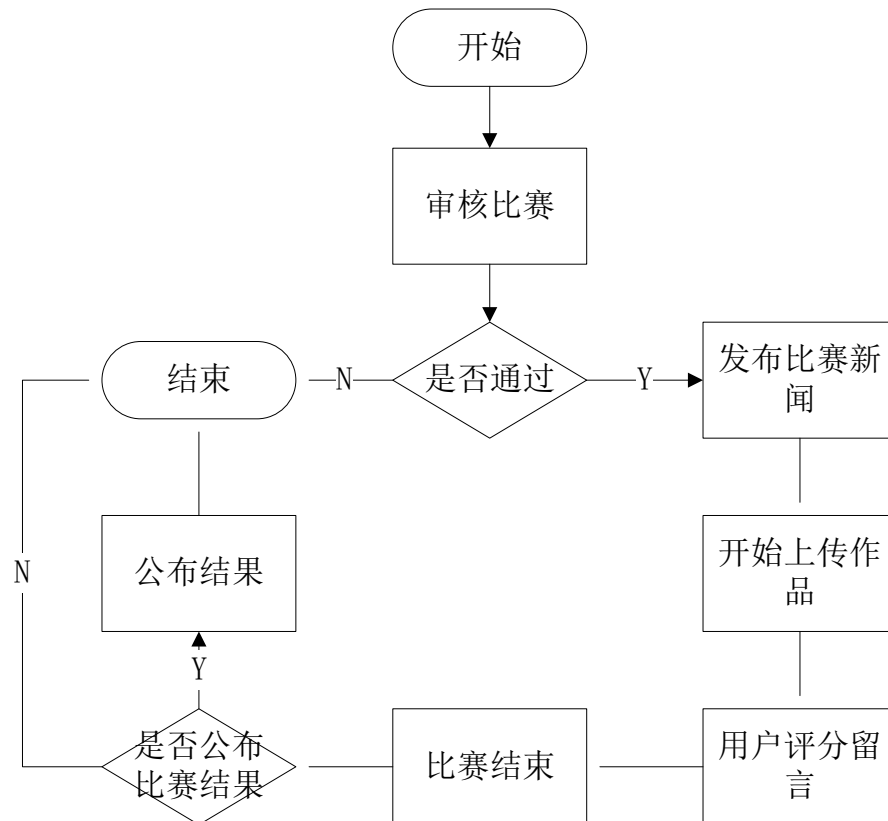 开始
审核比赛
结束
N
是否通过
Y
发布比赛新
闻
公布结果
开始上传作
品
N
Y
是否公布
比赛结果
比赛结束
用户评分留
言